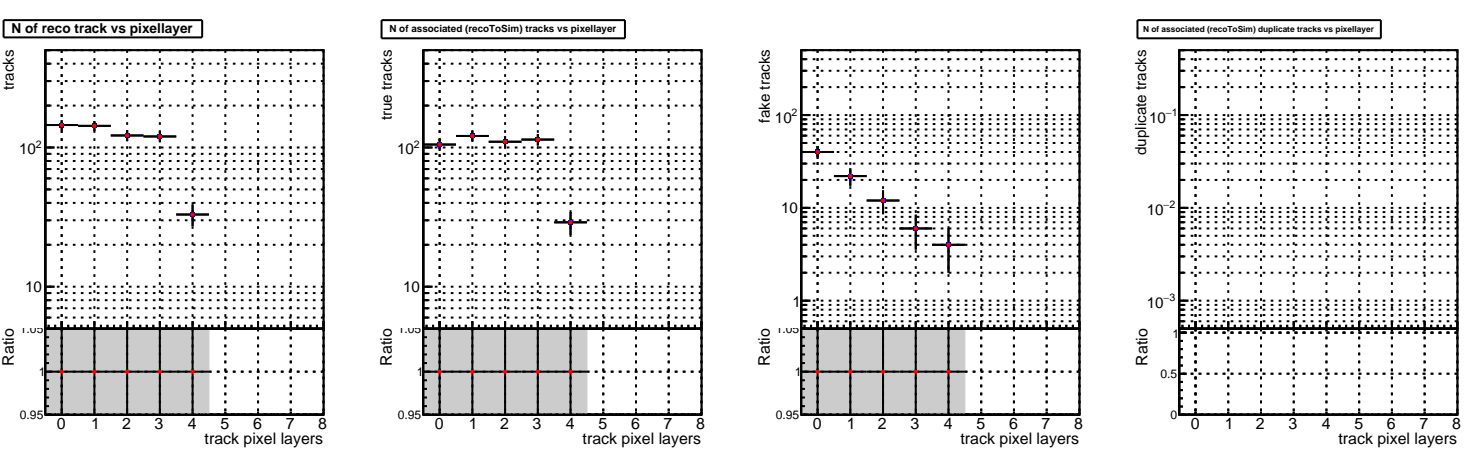 N of reco track vs pixellayer
tracks
10²
10
Ratio
1.05
1
0.95
0 1 2 3 4 5 6 7 8
track pixel layers
N of associated (recoToSim) tracks vs pixellayer
true tracks
10²
10
Ratio
1.05
1
0.95
0 1 2 3 4 5 6 7 8
track pixel layers
fake tracks
10²
10
1
Ratio
1.05
1
0.95
0 1 2 3 4 5 6 7 8
track pixel layers
N of associated (recoToSim) duplicate tracks vs pixellayer
duplicate tracks
10⁻¹
10⁻²
10⁻³
Ratio
1
0.5
0
0 1 2 3 4 5 6 7 8
track pixel layers